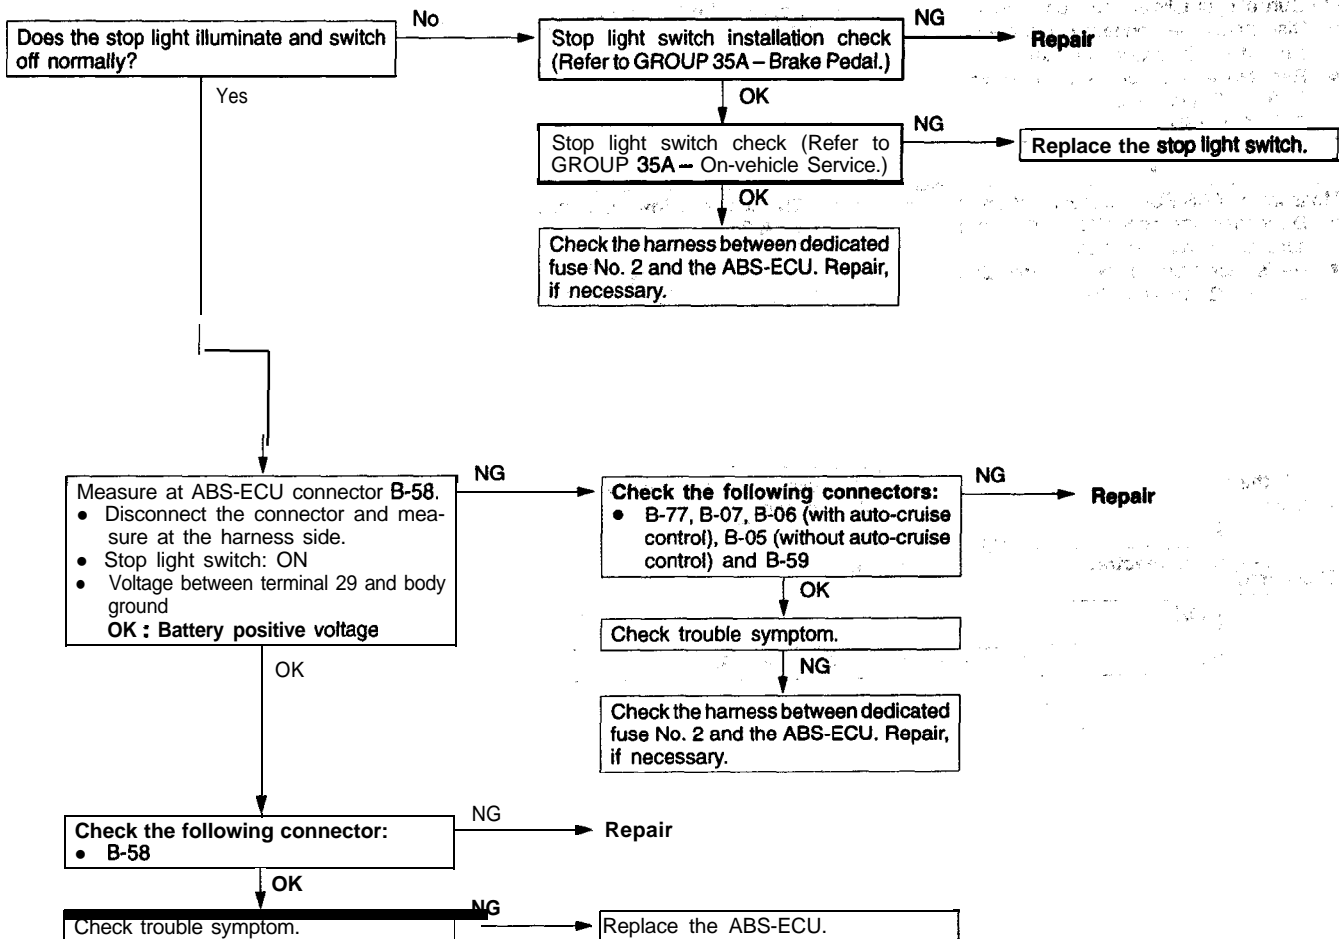 Does the stop light illuminate and switch
off normally?
No
Stop light switch installation check
(Refer to GROUP 35A – Brake Pedal.)
NG
Repair
Yes
OK
Stop light switch check (Refer to
GROUP 35A – On-vehicle Service.)
NG
Replace the stop light switch.
OK
Check the harness between dedicated
fuse No. 2 and the ABS-ECU. Repair,
if necessary.
Measure at ABS-ECU connector B-58.
● Disconnect the connector and mea-
sure at the harness side.
● Stop light switch: ON
● Voltage between terminal 29 and body
ground
OK : Battery positive voltage
NG
Check the following connectors:
● B-77, B-07, B-06 (with auto-cruise
control), B-05 (without auto-cruise
control) and B-59
NG
Repair
OK
Check trouble symptom.
NG
Check the harness between dedicated
fuse No. 2 and the ABS-ECU. Repair,
if necessary.
OK
Check the following connector:
● B-58
NG
Repair
OK
Check trouble symptom.
NG
Replace the ABS-ECU.